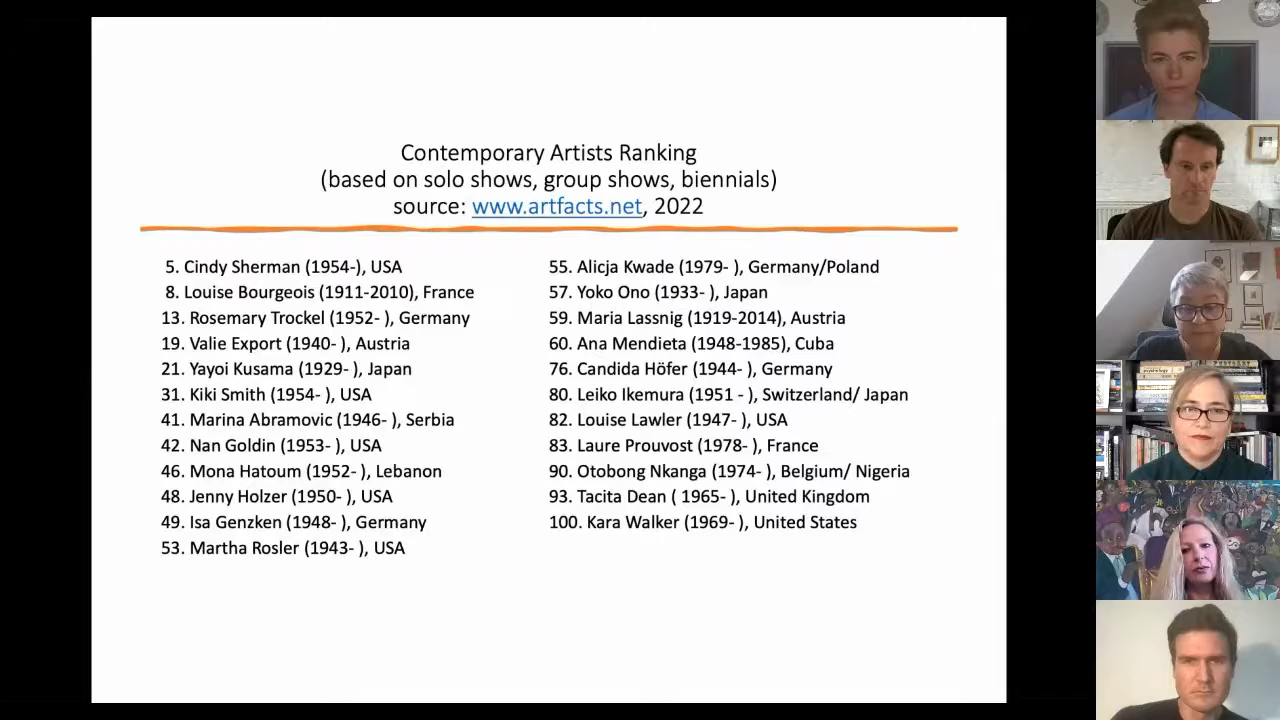 Contemporary Artists Ranking
(based on solo shows, group shows, biennials)
source: www.artfacts.net, 2022
5. Cindy Sherman (1954-), USA
8. Louise Bourgeois (1911-2010), France
13. Rosemary Trockel (1952- ), Germany
19. Valie Export (1940- ), Austria
21. Yayoi Kusama (1929- ), Japan
31. Kiki Smith (1954- ), USA
41. Marina Abramovic (1946- ), Serbia
42. Nan Goldin (1953- ), USA
46. Mona Hatoum (1952- ), Lebanon
48. Jenny Holzer (1950- ), USA
49. Isa Genzken (1948- ), Germany
53. Martha Rosler (1943- ), USA
55. Alicja Kwade (1979- ), Germany/Poland
57. Yoko Ono (1933- ), Japan
59. Maria Lassnig (1919-2014), Austria
60. Ana Mendieta (1948-1985), Cuba
76. Candida Höfer (1944- ), Germany
80. Leiko Ikemura (1951 - ), Switzerland/ Japan
82. Louise Lawler (1947- ), USA
83. Laure Prouvost (1978- ), France
90. Otobong Nkanga (1974- ), Belgium/ Nigeria
93. Tacita Dean ( 1965- ), United Kingdom
100. Kara Walker (1969- ), United States